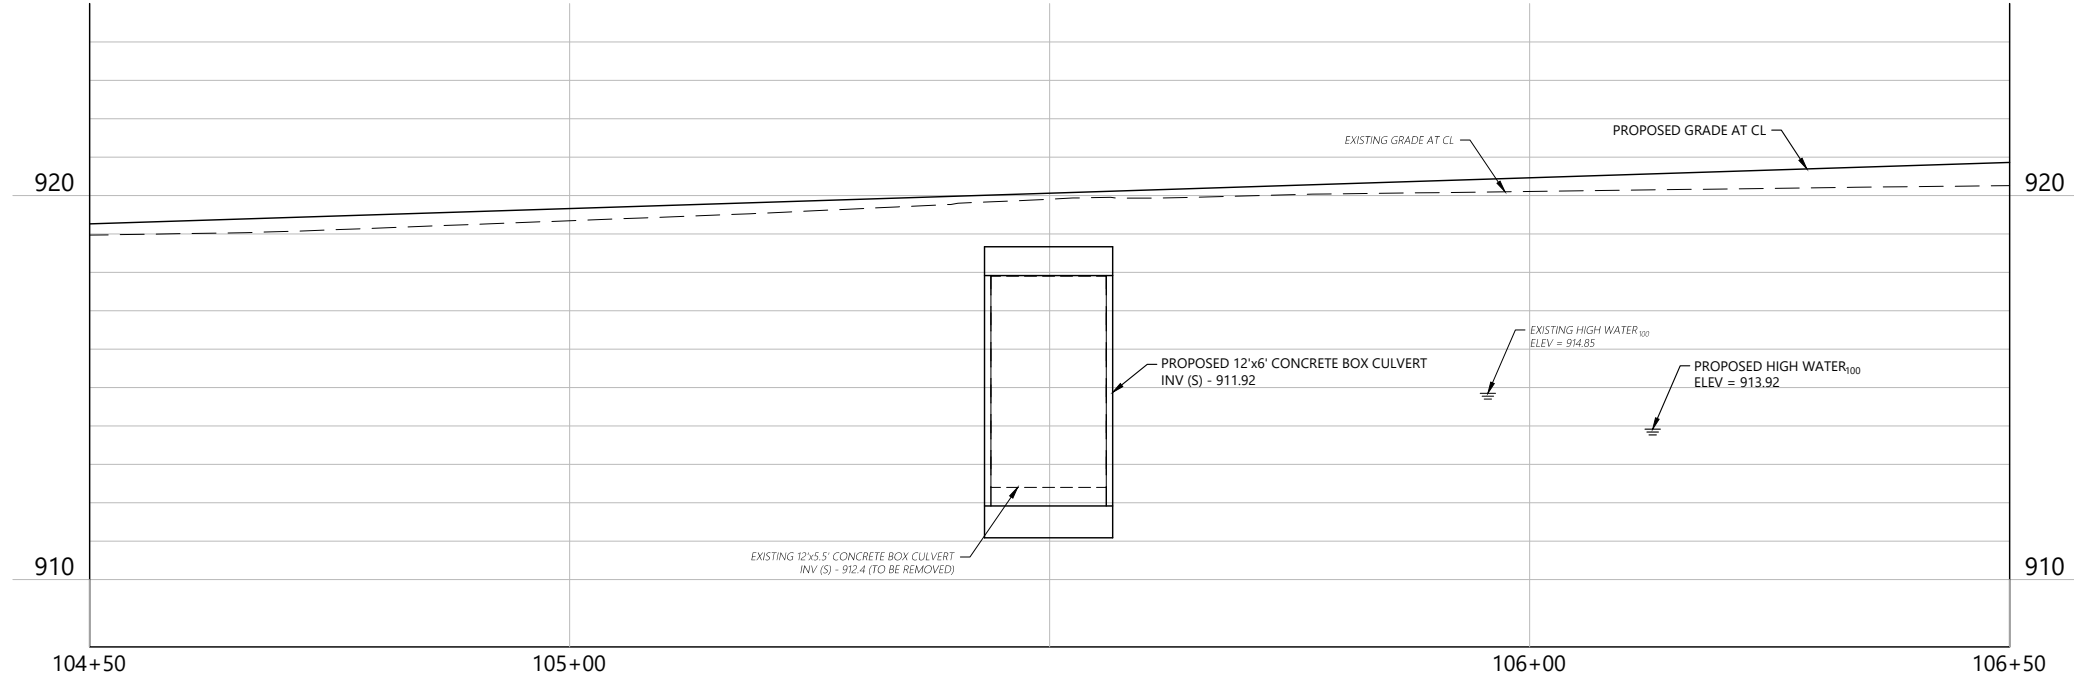 EXISTING GRADE AT CL
PROPOSED GRADE AT CL
920
920
EXISTING HIGH WATER100
ELEV = 914.85
PROPOSED 12'x6' CONCRETE BOX CULVERT
INV (S) - 911.92
PROPOSED HIGH WATER100
ELEV = 913.92
EXISTING 12'x5.5' CONCRETE BOX CULVERT
INV (S) - 912.4 (TO BE REMOVED)
910
910
104+50
105+00
106+00
106+50